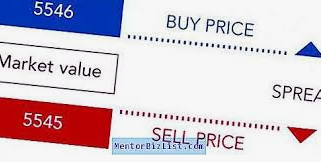 5546
BUY PRICE
Market value
SPREA
5545
SELL PRICE
MentorBizList.com